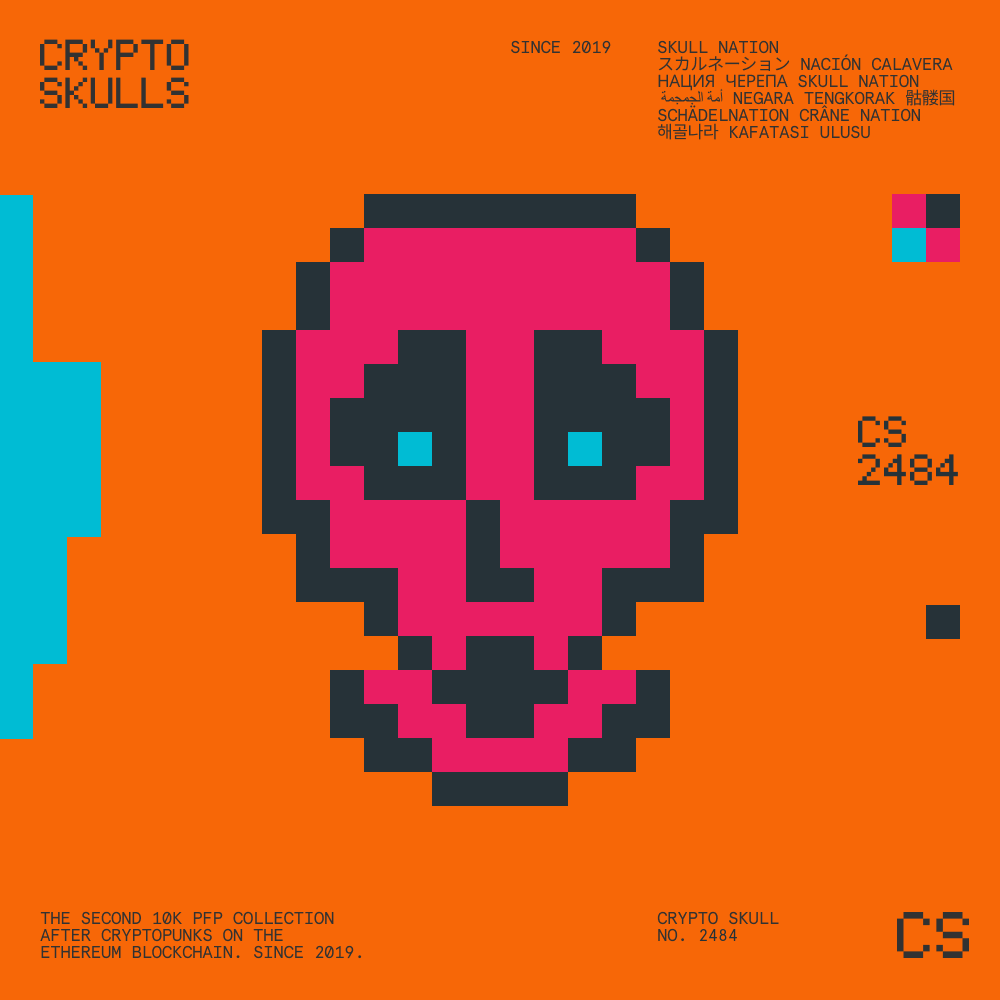 CRYPTO
SKULLS
SINCE 2019
SKULL NATION
スカルネーション NACIÓN CALAVERA
НАЦИЯ ЧЕРЕПА SKULL NATION
أمة الجمجمة NEGARA TENGKORAK 骷髅国
SCHÄDELNATION CRÂNE NATION
해골나라 KAFATASI ULUSU
CS
2484
THE SECOND 10K PFP COLLECTION
AFTER CRYPTOPUNKS ON THE
ETHEREUM BLOCKCHAIN. SINCE 2019.
CRYPTO SKULL
NO. 2484
CS